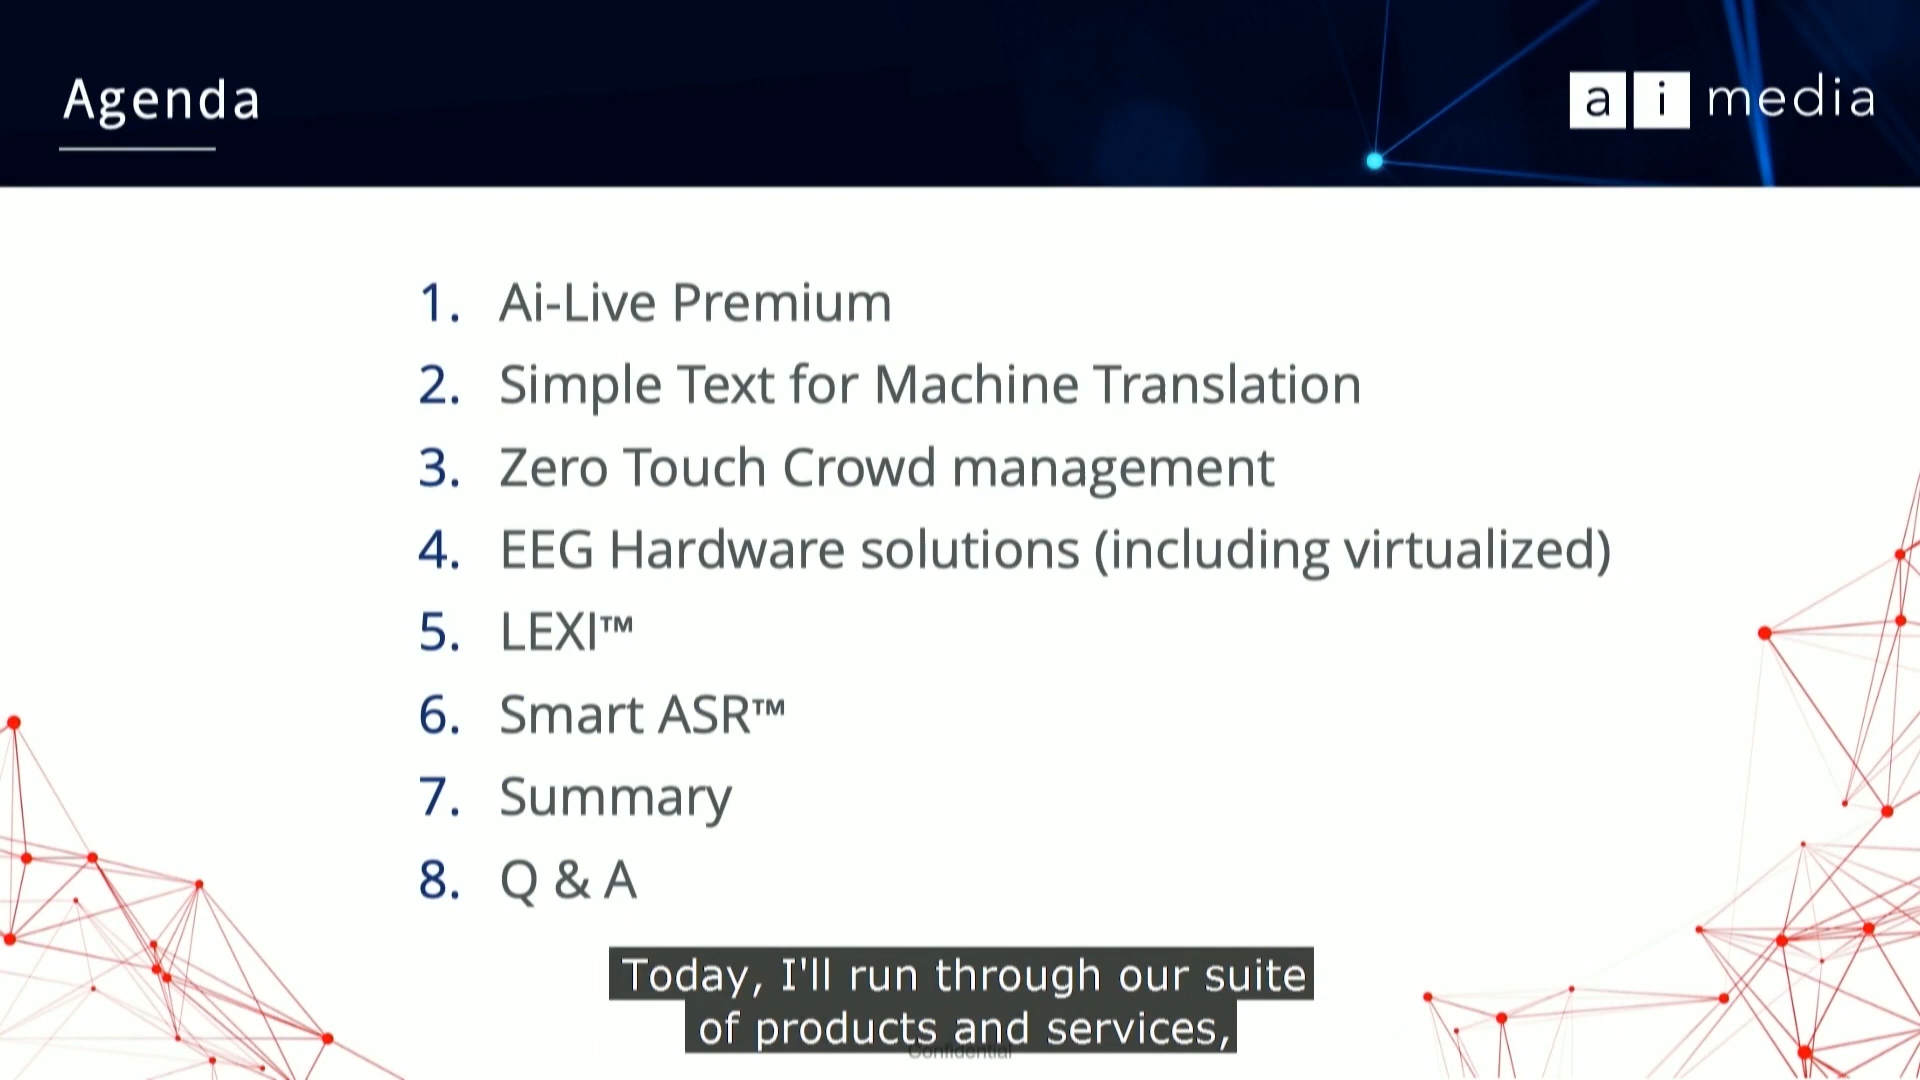 Agenda
ai media
1. Ai-Live Premium
2. Simple Text for Machine Translation
3. Zero Touch Crowd management
4. EEG Hardware solutions (including virtualized)
5. LEXI™
6. Smart ASR™
7. Summary
8. Q & A
Today, I'll run through our suite
of products and services,
Confidential